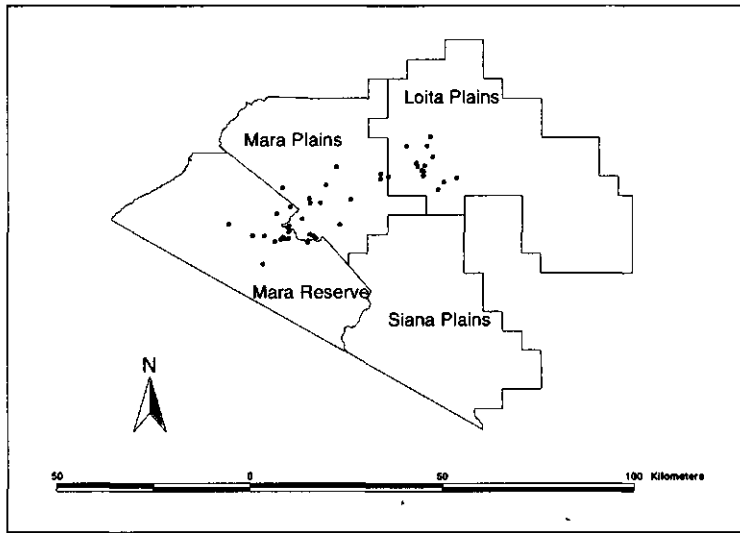 Loita Plains
Mara Plains
Mara Reserve
Siana Plains
N
50 0 50 100 Kilometers